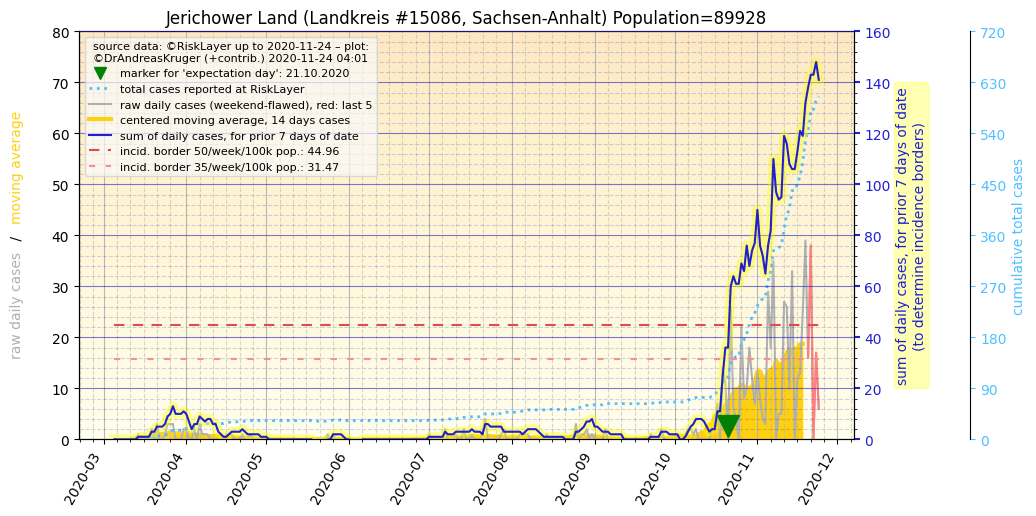 Jerichower Land (Landkreis #15086, Sachsen-Anhalt) Population=89928
source data: ©RiskLayer up to 2020-11-24 – plot:
©DrAndreasKruger (+contrib.) 2020-11-24 04:01
marker for 'expectation day': 21.10.2020
total cases reported at RiskLayer
raw daily cases (weekend-flawed), red: last 5
centered moving average, 14 days cases
sum of daily cases, for prior 7 days of date
incid. border 50/week/100k pop.: 44.96
incid. border 35/week/100k pop.: 31.47
raw daily cases / moving average
80
70
60
50
40
30
20
10
0
160
140
120
100
80
60
40
20
0
sum of daily cases, for prior 7 days of date
(to determine incidence borders)
720
630
540
450
360
270
180
90
0
cumulative total cases
2020-03
2020-04
2020-05
2020-06
2020-07
2020-08
2020-09
2020-10
2020-11
2020-12